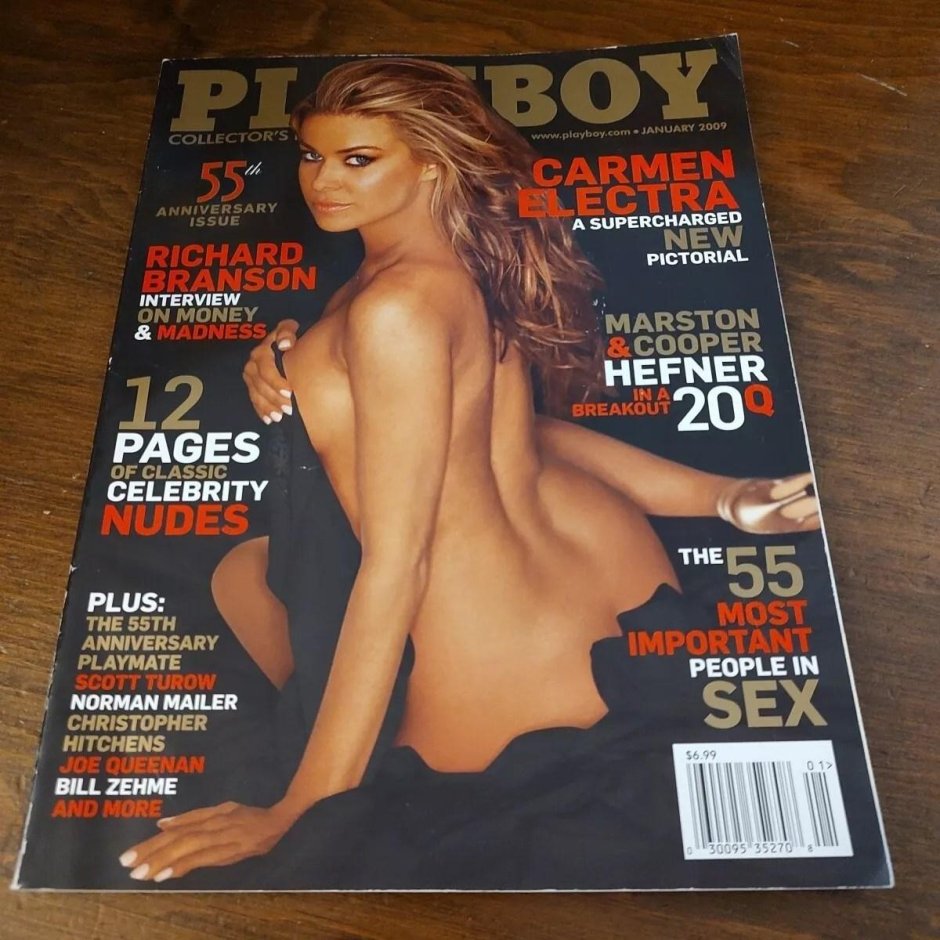 PL BOY
COLLECTOR'S
www.playboy.com • JANUARY 2009
55th
ANNIVERSARY
ISSUE
CARMEN
ELECTRA
A SUPERCHARGED
NEW
PICTORIAL
RICHARD
BRANSON
INTERVIEW
ON MONEY
& MADNESS
MARSTON
& COOPER
HEFNER
IN A
BREAKOUT
20Q
12
PAGES
OF CLASSIC
CELEBRITY
NUDES
THE 55
MOST
IMPORTANT
PEOPLE IN
SEX
PLUS:
THE 55TH
ANNIVERSARY
PLAYMATE
SCOTT TUROW
NORMAN MAILER
CHRISTOPHER
HITCHENS
JOE QUEENAN
BILL ZEHME
AND MORE
$6.99
01>
0 30095 35270 8